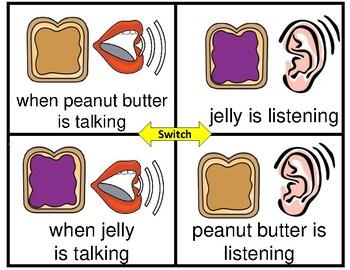 when peanut butter
is talking
jelly is listening
Switch
when jelly
is talking
peanut butter is
listening